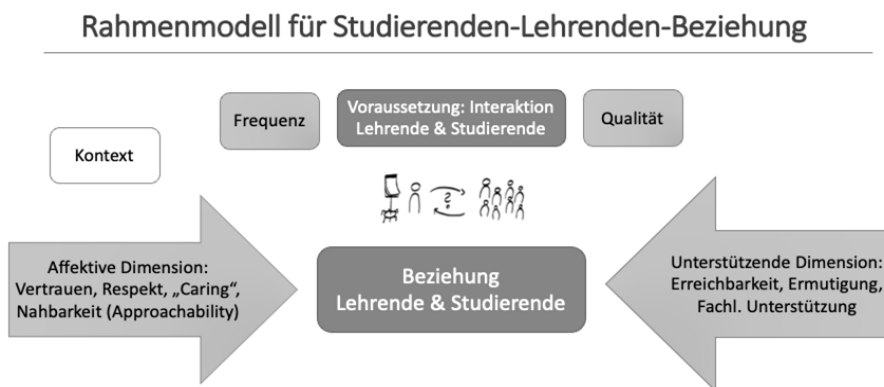 Rahmenmodell für Studierenden-Lehrenden-Beziehung
Frequenz
Voraussetzung: Interaktion
Lehrende & Studierende
Qualität
Kontext
?
Affektive Dimension:
Vertrauen, Respekt, „Caring“,
Nahbarkeit (Approachability)
Beziehung
Lehrende & Studierende
Unterstützende Dimension:
Erreichbarkeit, Ermutigung,
Fachl. Unterstützung